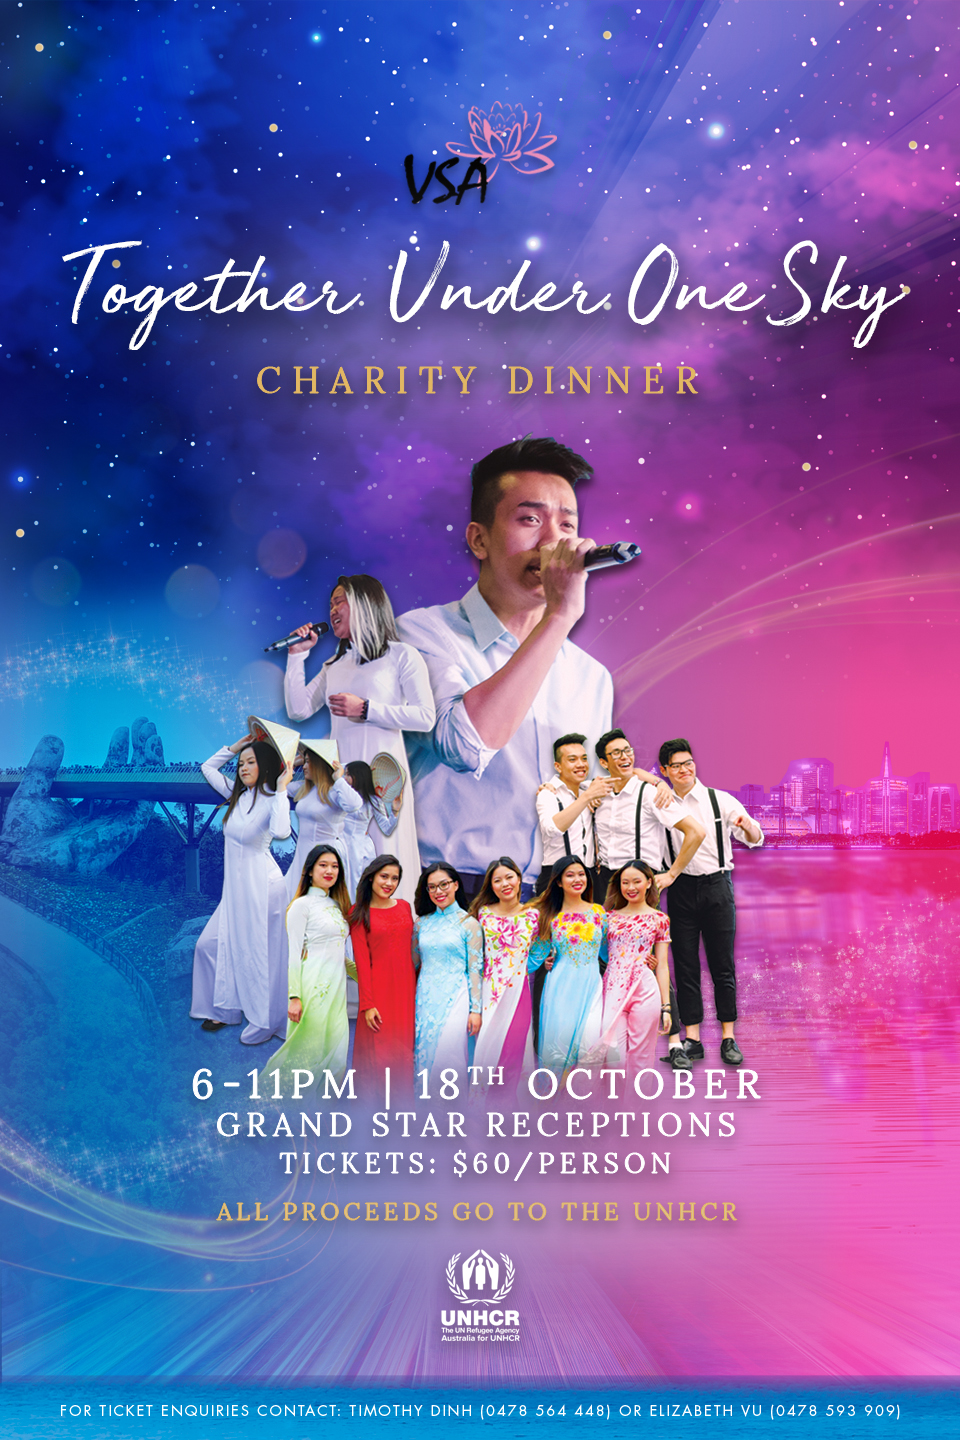 VSA
Together Under One Sky
CHARITY DINNER
6-11PM | 18TH OCTOBER
GRAND STAR RECEPTIONS
TICKETS: $60/PERSON
ALL PROCEEDS GO TO THE UNHCR
UNHCR
The UN Refugee Agency
Australia for UNHCR
FOR TICKET ENQUIRIES CONTACT: TIMOTHY DINH (0478 564 448) OR ELIZABETH VU (0478 593 909)